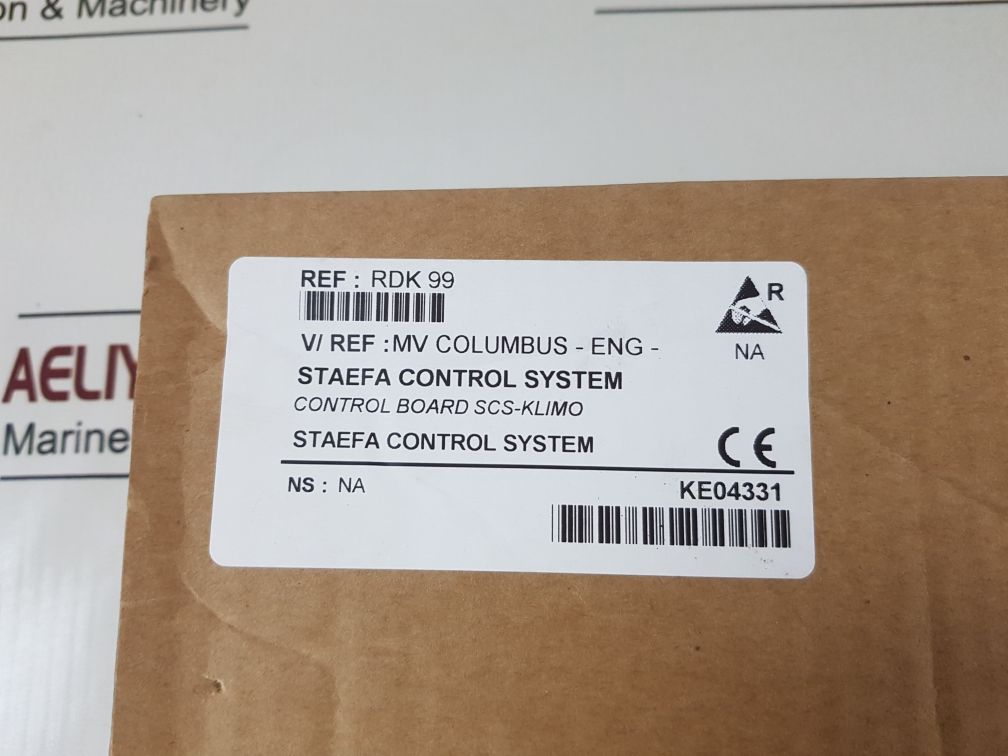 on & Machinery
AELIY
Marine
REF : RDK 99
R
V/ REF :MV COLUMBUS - ENG -
NA
STAEFA CONTROL SYSTEM
CONTROL BOARD SCS-KLIMO
STAEFA CONTROL SYSTEM
CE
NS : NA
KE04331